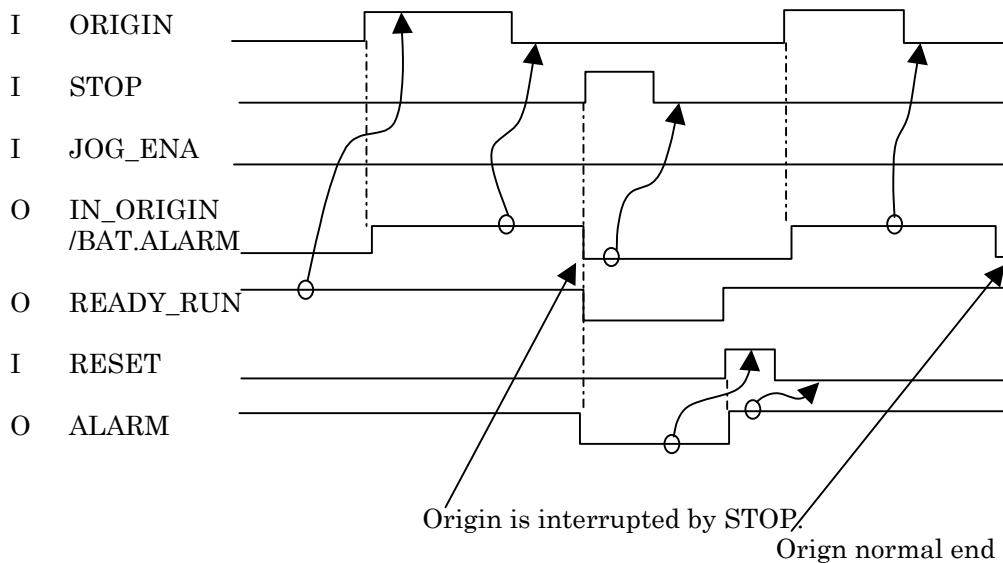 I ORIGIN
I STOP
I JOG_ENA
O IN_ORIGIN
/BAT.ALARM
O READY_RUN
I RESET
O ALARM
Origin is interrupted by STOP.
Orign normal end